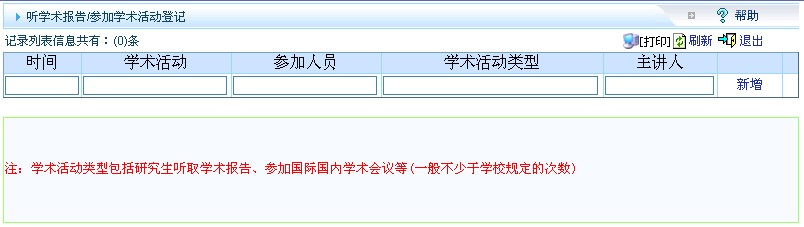 听学术报告/参加学术活动登记 帮助
记录列表信息共有：(0)条 [打印] 刷新 退出
时间 学术活动 参加人员 学术活动类型 主讲人
新增
注：学术活动类型包括研究生听取学术报告、参加国际国内学术会议等(一般不少于学校规定的次数)